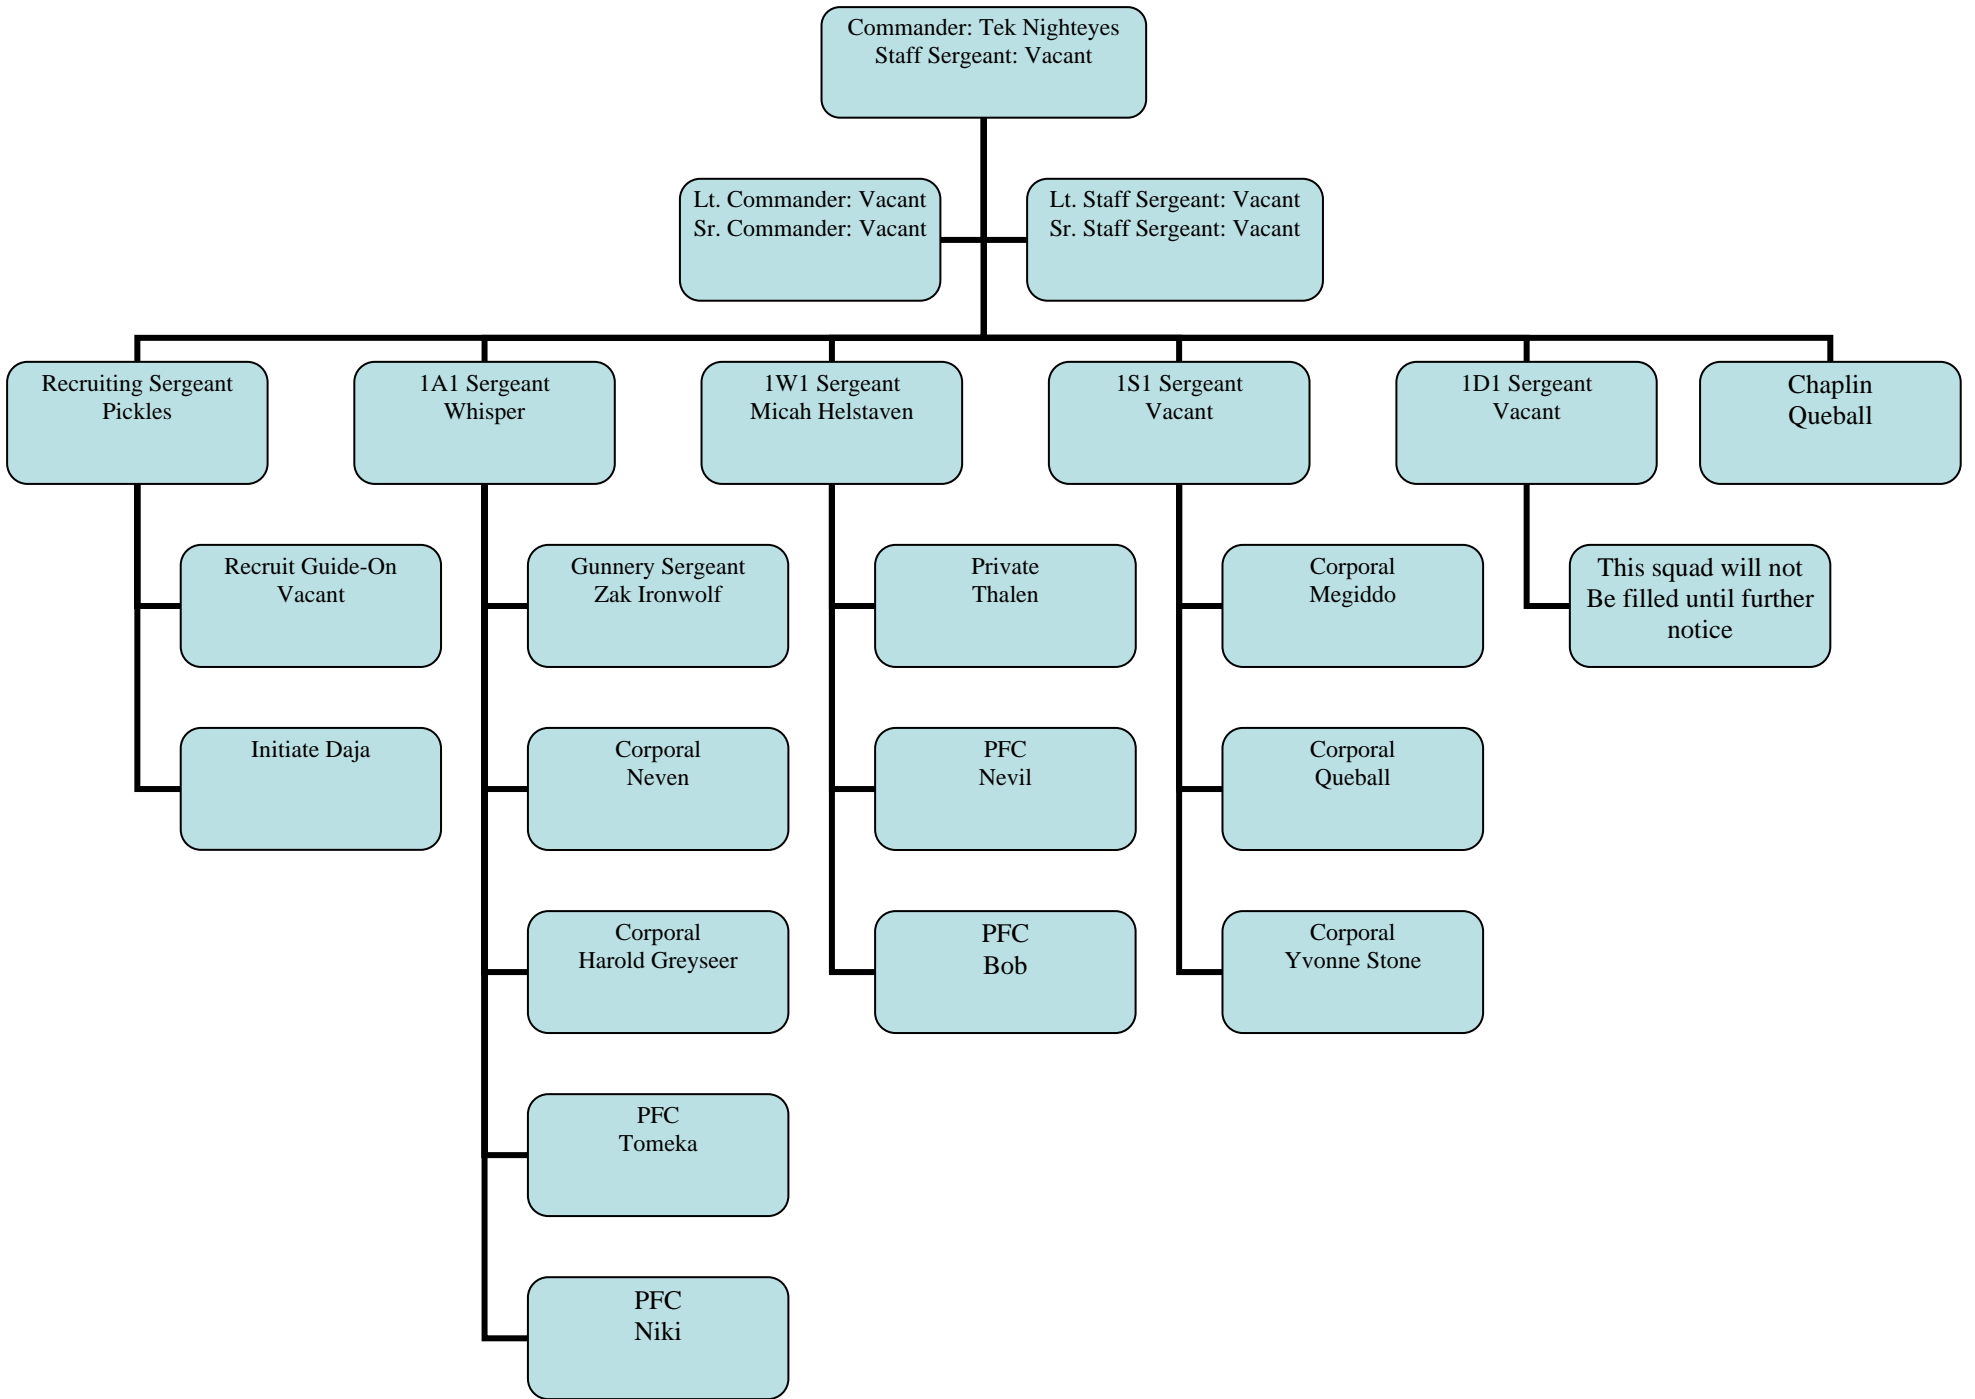 Commander: Tek Nighteyes
Staff Sergeant: Vacant
Lt. Commander: Vacant
Sr. Commander: Vacant
Lt. Staff Sergeant: Vacant
Sr. Staff Sergeant: Vacant
Recruiting Sergeant
Pickles
1A1 Sergeant
Whisper
1W1 Sergeant
Micah Helstaven
1S1 Sergeant
Vacant
1D1 Sergeant
Vacant
Chaplin
Queball
Recruit Guide-On
Vacant
Gunnery Sergeant
Zak Ironwolf
Private
Thalen
Corporal
Megiddo
This squad will not
Be filled until further
notice
Initiate Daja
Corporal
Neven
PFC
Nevil
Corporal
Queball
Corporal
Harold Greyseer
PFC
Bob
Corporal
Yvonne Stone
PFC
Tomeka
PFC
Niki